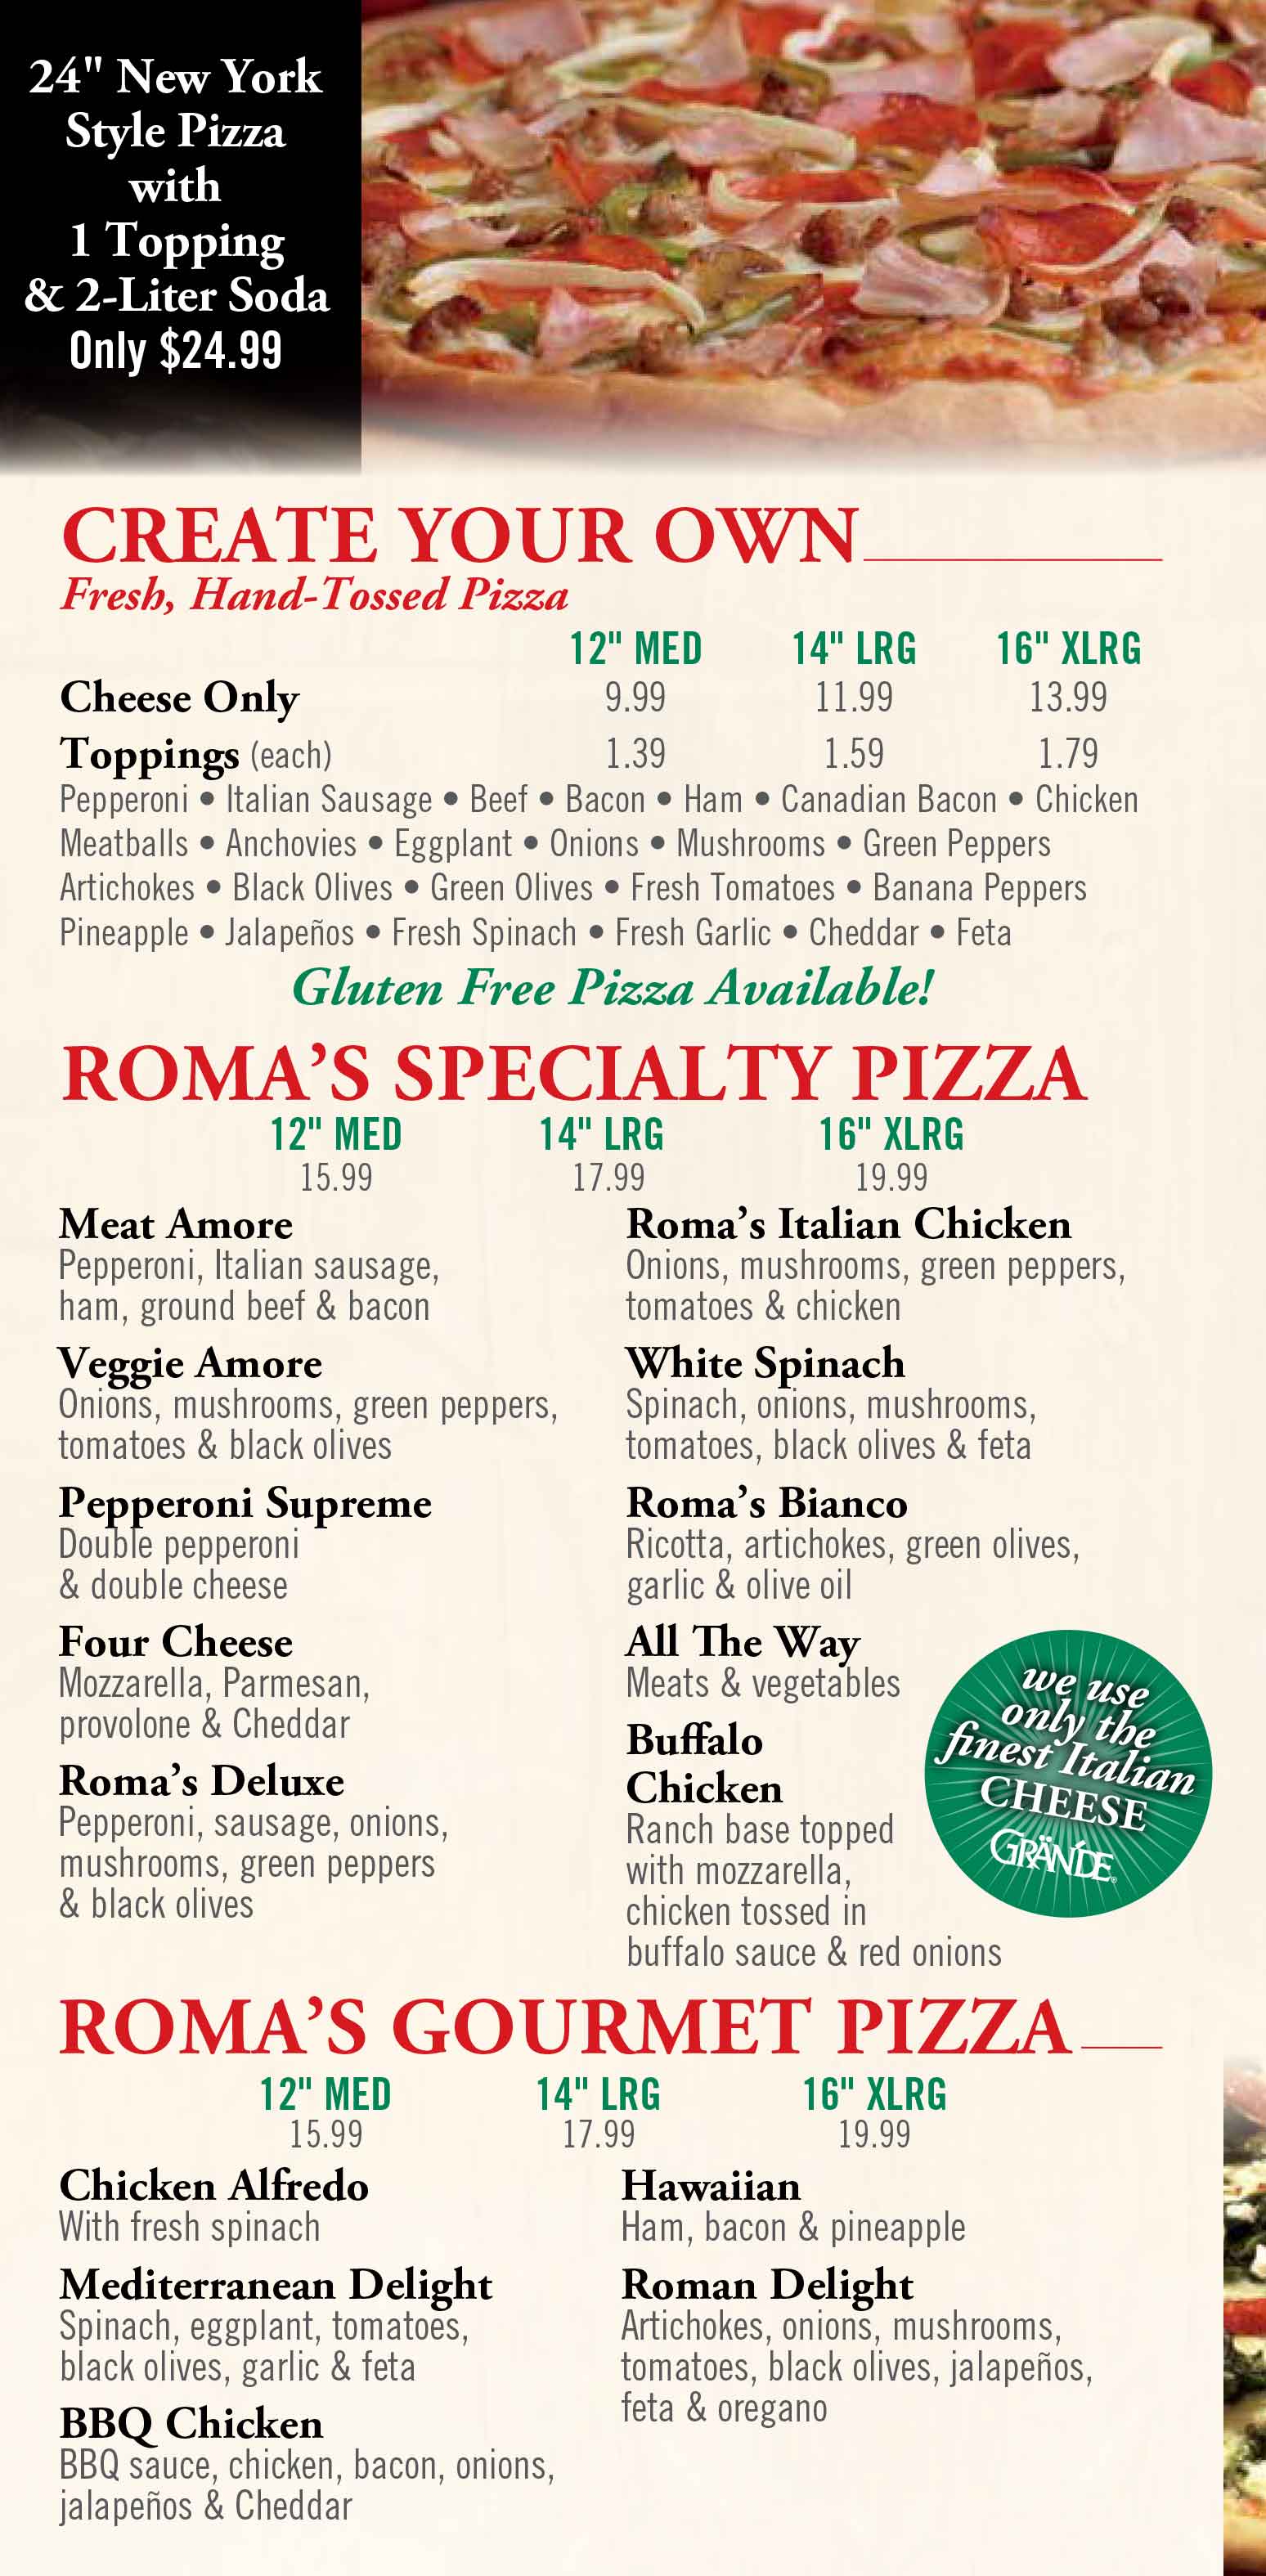 24" New York
Style Pizza
with
1 Topping
& 2-Liter Soda
Only $24.99
CREATE YOUR OWN
Fresh, Hand-Tossed Pizza
12" MED 14" LRG 16" XLRG
Cheese Only 9.99 11.99 13.99
Toppings (each) 1.39 1.59 1.79
Pepperoni • Italian Sausage • Beef • Bacon • Ham • Canadian Bacon • Chicken
Meatballs • Anchovies • Eggplant • Onions • Mushrooms • Green Peppers
Artichokes • Black Olives • Green Olives • Fresh Tomatoes • Banana Peppers
Pineapple • Jalapeños • Fresh Spinach • Fresh Garlic • Cheddar • Feta
Gluten Free Pizza Available!
ROMA'S SPECIALTY PIZZA
12" MED 14" LRG 16" XLRG
15.99 17.99 19.99
Meat Amore
Pepperoni, Italian sausage,
ham, ground beef & bacon
Veggie Amore
Onions, mushrooms, green peppers,
tomatoes & black olives
Pepperoni Supreme
Double pepperoni
& double cheese
Four Cheese
Mozzarella, Parmesan,
provolone & Cheddar
Roma's Deluxe
Pepperoni, sausage, onions,
mushrooms, green peppers
& black olives
Roma's Italian Chicken
Onions, mushrooms, green peppers,
tomatoes & chicken
White Spinach
Spinach, onions, mushrooms,
tomatoes, black olives & feta
Roma's Bianco
Ricotta, artichokes, green olives,
garlic & olive oil
All The Way
Meats & vegetables
Buffalo
Chicken
Ranch base topped
with mozzarella,
chicken tossed in
buffalo sauce & red onions
we use
only the
finest Italian
CHEESE
GRANDE®
ROMA'S GOURMET PIZZA
12" MED 14" LRG 16" XLRG
15.99 17.99 19.99
Chicken Alfredo
With fresh spinach
Mediterranean Delight
Spinach, eggplant, tomatoes,
black olives, garlic & feta
BBQ Chicken
BBQ sauce, chicken, bacon, onions,
jalapeños & Cheddar
Hawaiian
Ham, bacon & pineapple
Roman Delight
Artichokes, onions, mushrooms,
tomatoes, black olives, jalapeños,
feta & oregano